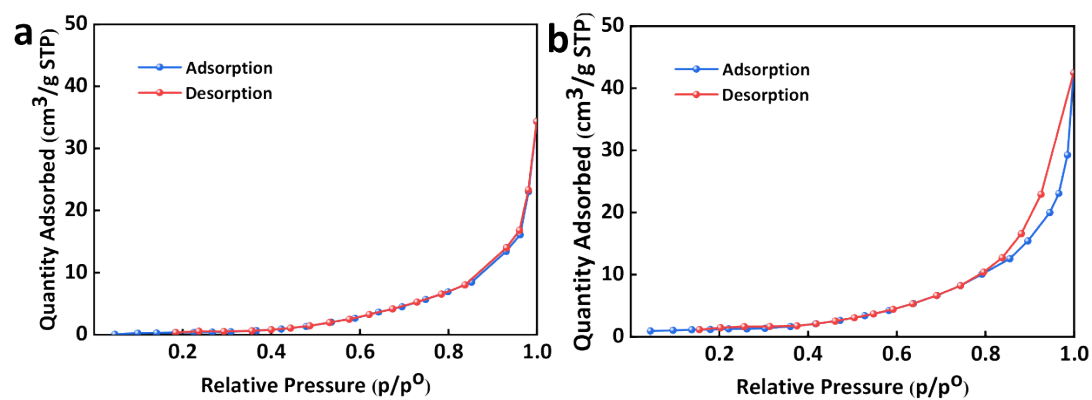 a
Quantity Adsorbed (cm³/g STP)
50
40
30
20
10
0
Adsorption
Desorption
0.2
0.4
0.6
0.8
1.0
Relative Pressure (p/pº)
b
Quantity Adsorbed (cm³/g STP)
50
40
30
20
10
0
Adsorption
Desorption
0.2
0.4
0.6
0.8
1.0
Relative Pressure (p/pº)